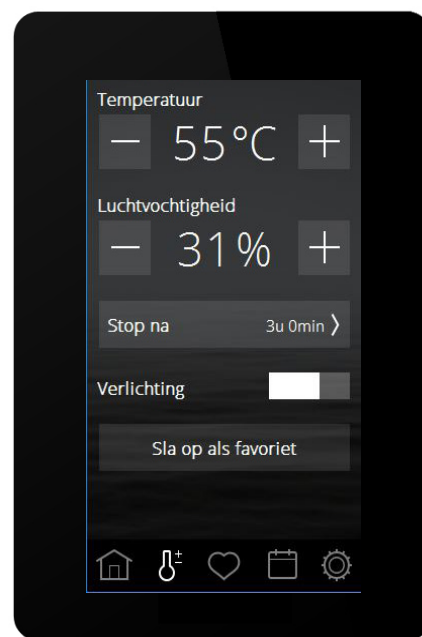 Temperatuur
55°C
Luchtvochtigheid
31%
Stop na 3u 0min
Verlichting
Sla op als favoriet